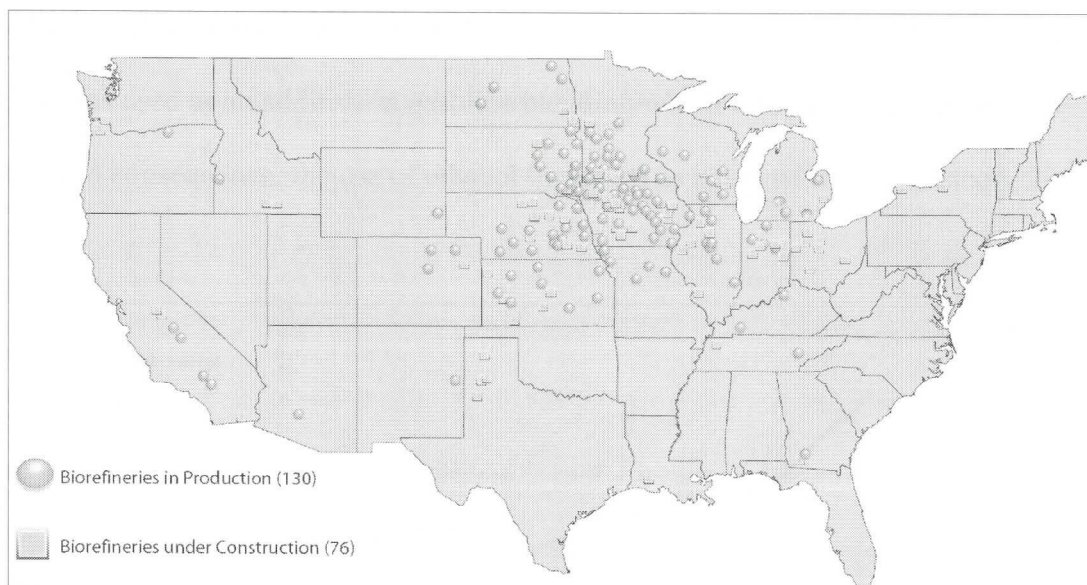 Biorefineries in Production (130)
Biorefineries under Construction (76)